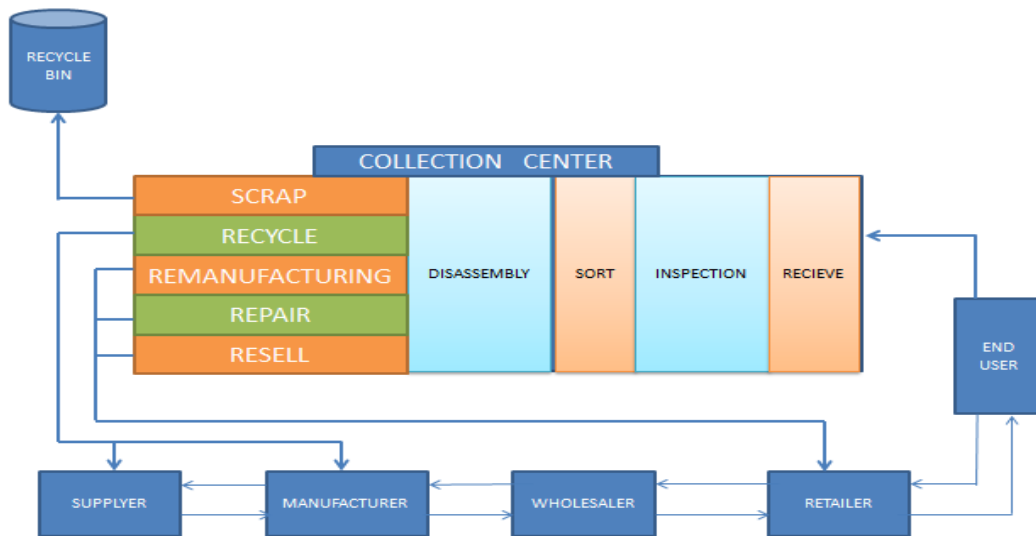 RECYCLE
BIN
COLLECTION CENTER
SCRAP
RECYCLE
REMANUFACTURING
REPAIR
RESELL
DISASSEMBLY
SORT
INSPECTION
RECIEVE
END
USER
SUPPLYER
MANUFACTURER
WHOLESALER
RETAILER